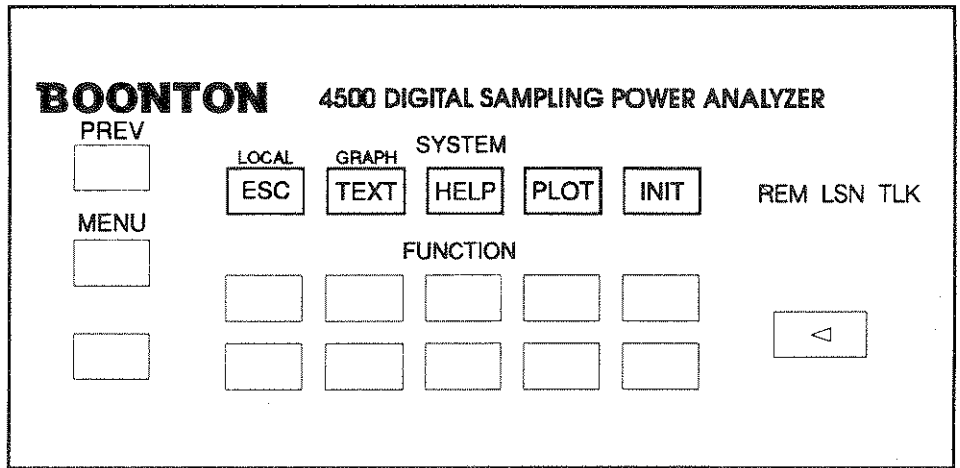 BOONTON 4500 DIGITAL SAMPLING POWER ANALYZER
PREV
SYSTEM
LOCAL GRAPH
ESC TEXT HELP PLOT INIT
REM LSN TLK
MENU
FUNCTION